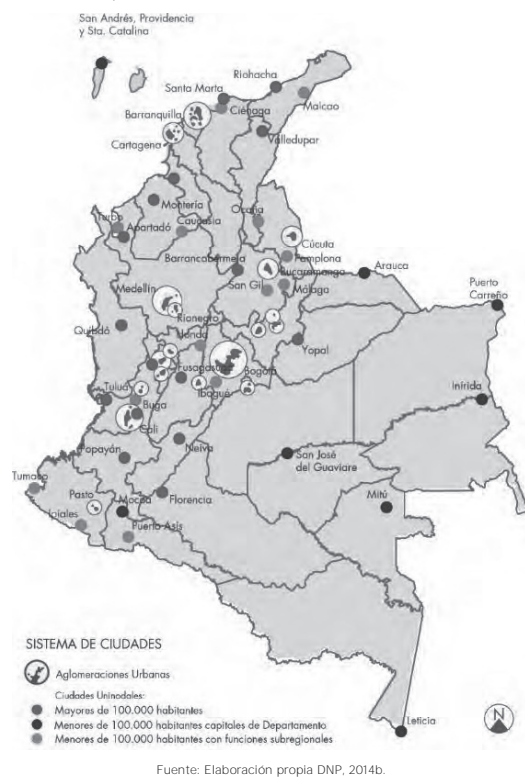 San Andrés, Providencia
y Sta. Catalina
Riohacha
Santa Marta
Maicao
Barranquilla
Ciénaga
Cartagena
Valledupar
Montería
Turbo
Apartadó
Caucasia
Ocaña
Cúcuta
Pamplona
Barrancabermeja
Bucaramanga
Arauca
San Gil
Málaga
Puerto
Carreño
Medellín
Rionegro
Quibdó
Honda
Yopal
Fusagasugá
Bogotá
Ibagué
Inírida
Tuluá
Buga
Cali
San José
del Guaviare
Popayán
Neiva
Mitú
Tumaco
Pasto
Mocoa
Florencia
Ipiales
Puerto Asís
Leticia
SISTEMA DE CIUDADES
Aglomeraciones Urbanas
Ciudades Uninodales:
Mayores de 100.000 habitantes
Menores de 100.000 habitantes capitales de Departamento
Menores de 100.000 habitantes con funciones subregionales
N
Fuente: Elaboración propia DNP, 2014b.